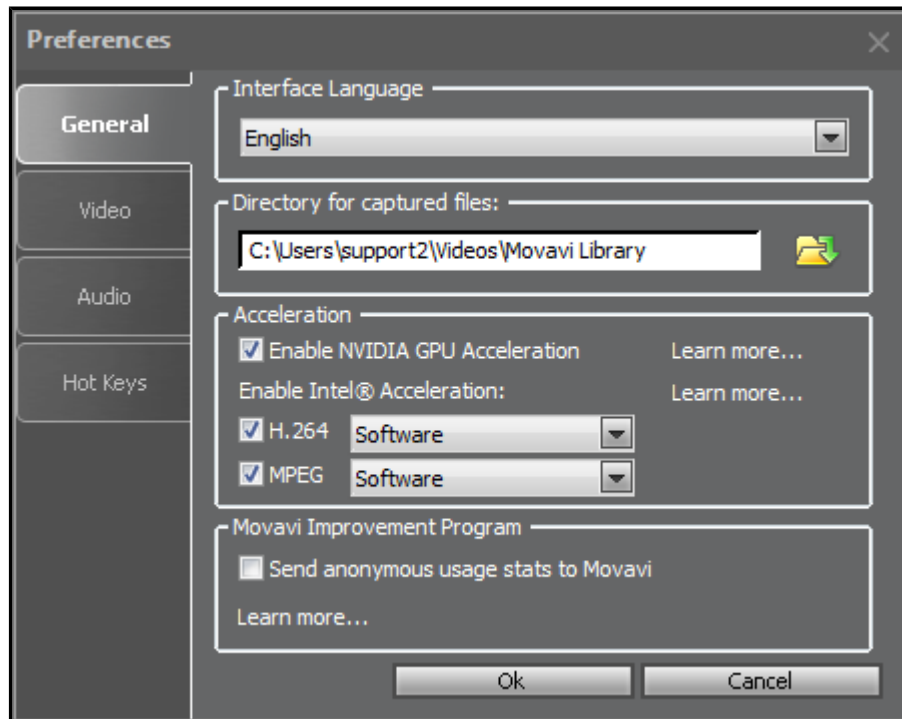 Preferences
General
Video
Audio
Hot Keys
Interface Language
English
Directory for captured files:
C:\Users\support2\Videos\Movavi Library
Acceleration
Enable NVIDIA GPU Acceleration Learn more...
Enable Intel® Acceleration: Learn more...
H.264 Software
MPEG Software
Movavi Improvement Program
Send anonymous usage stats to Movavi
Learn more...
Ok Cancel